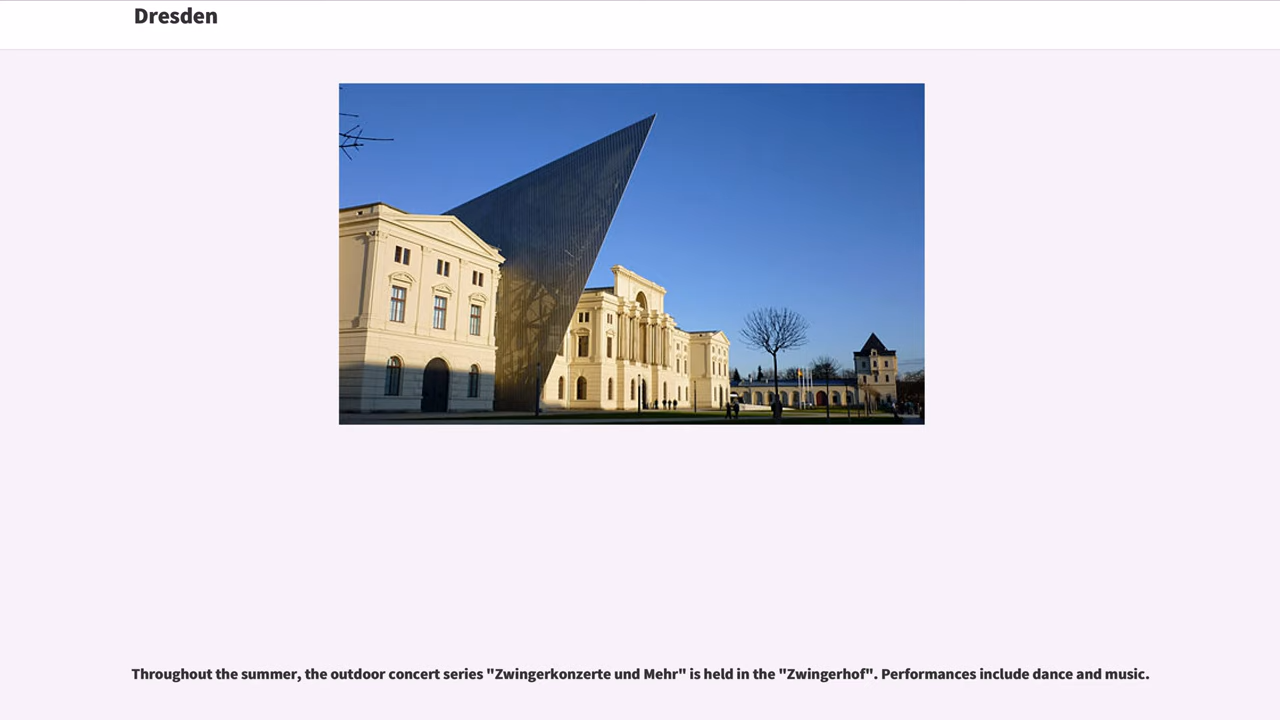 Dresden
Throughout the summer, the outdoor concert series "Zwingerkonzerte und Mehr" is held in the "Zwingerhof". Performances include dance and music.